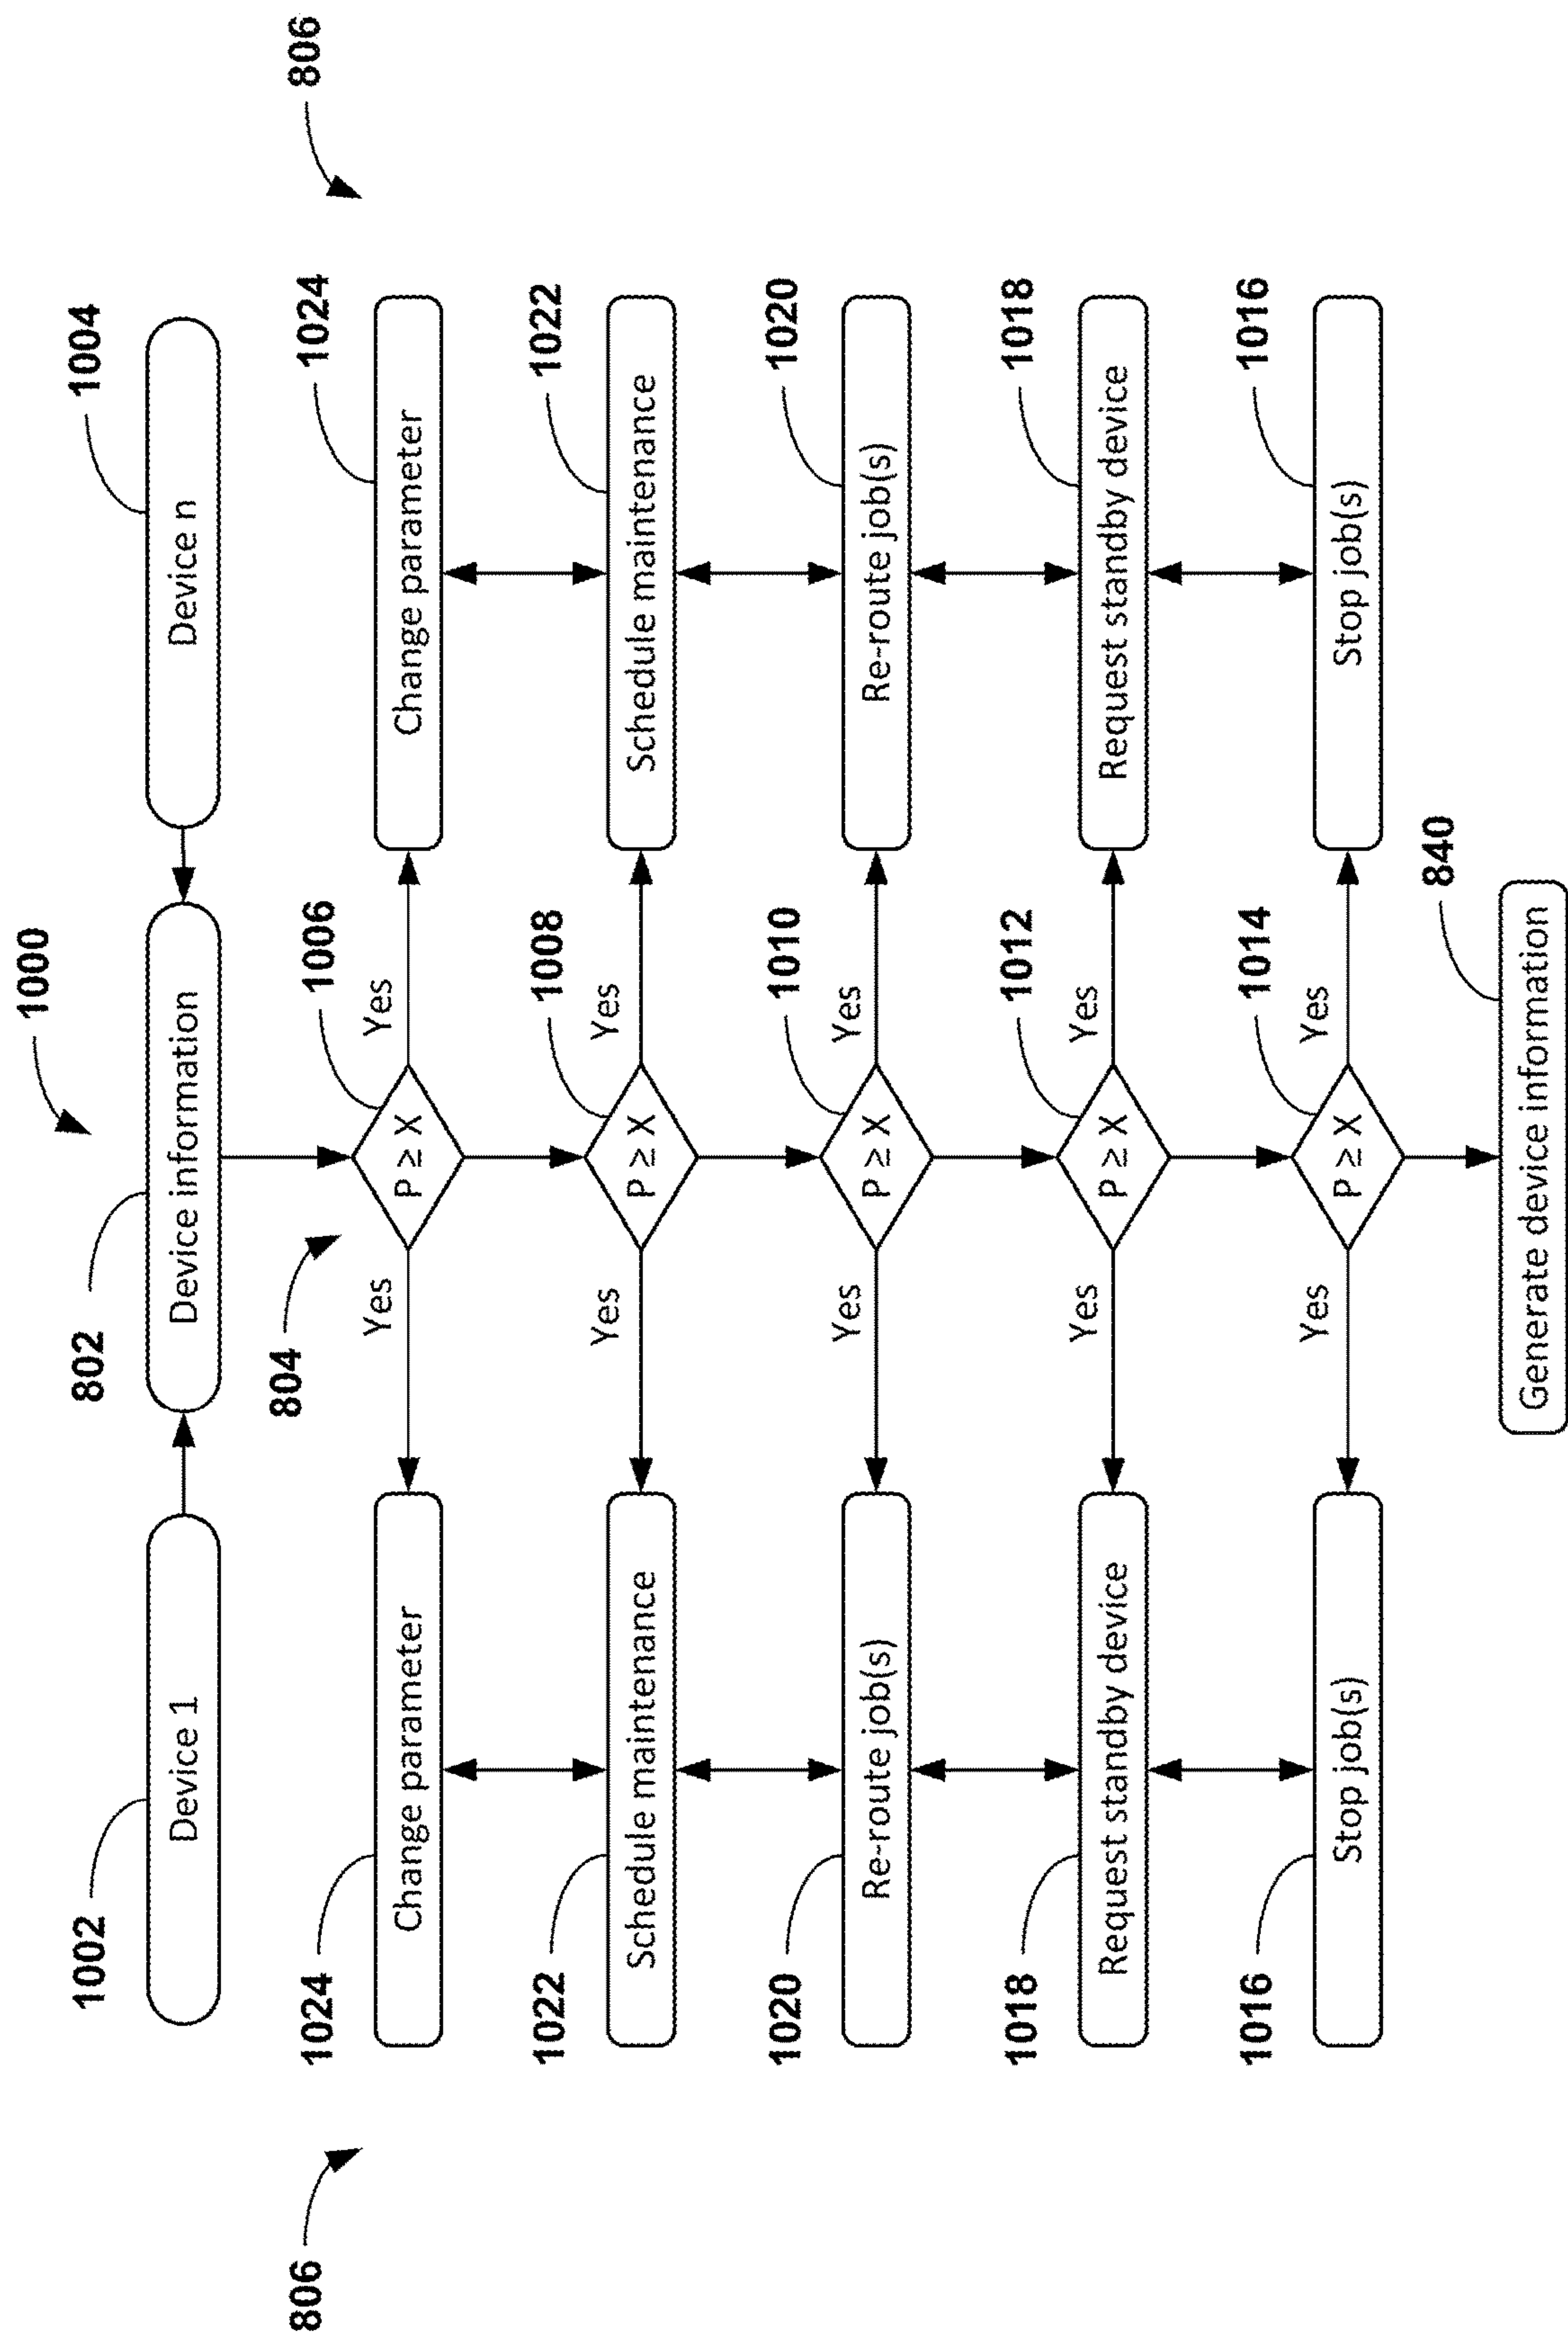 1000
1002
802
1004
Device 1
Device information
Device n
806
804
806
1024
1006
1024
Change parameter
Yes
P ≥ X
Yes
Change parameter
1022
1008
1022
Schedule maintenance
Yes
P ≥ X
Yes
Schedule maintenance
1020
1010
1020
Re-route job(s)
Yes
P ≥ X
Yes
Re-route job(s)
1018
1012
1018
Request standby device
Yes
P ≥ X
Yes
Request standby device
1016
1014
1016
Stop job(s)
Yes
P ≥ X
Yes
Stop job(s)
840
Generate device information